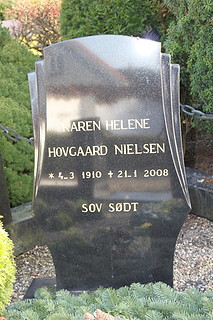 KAREN HELENE
HOVGAARD NIELSEN
* 4.3 1910 ✝ 21.1 2008
SOV SØDT